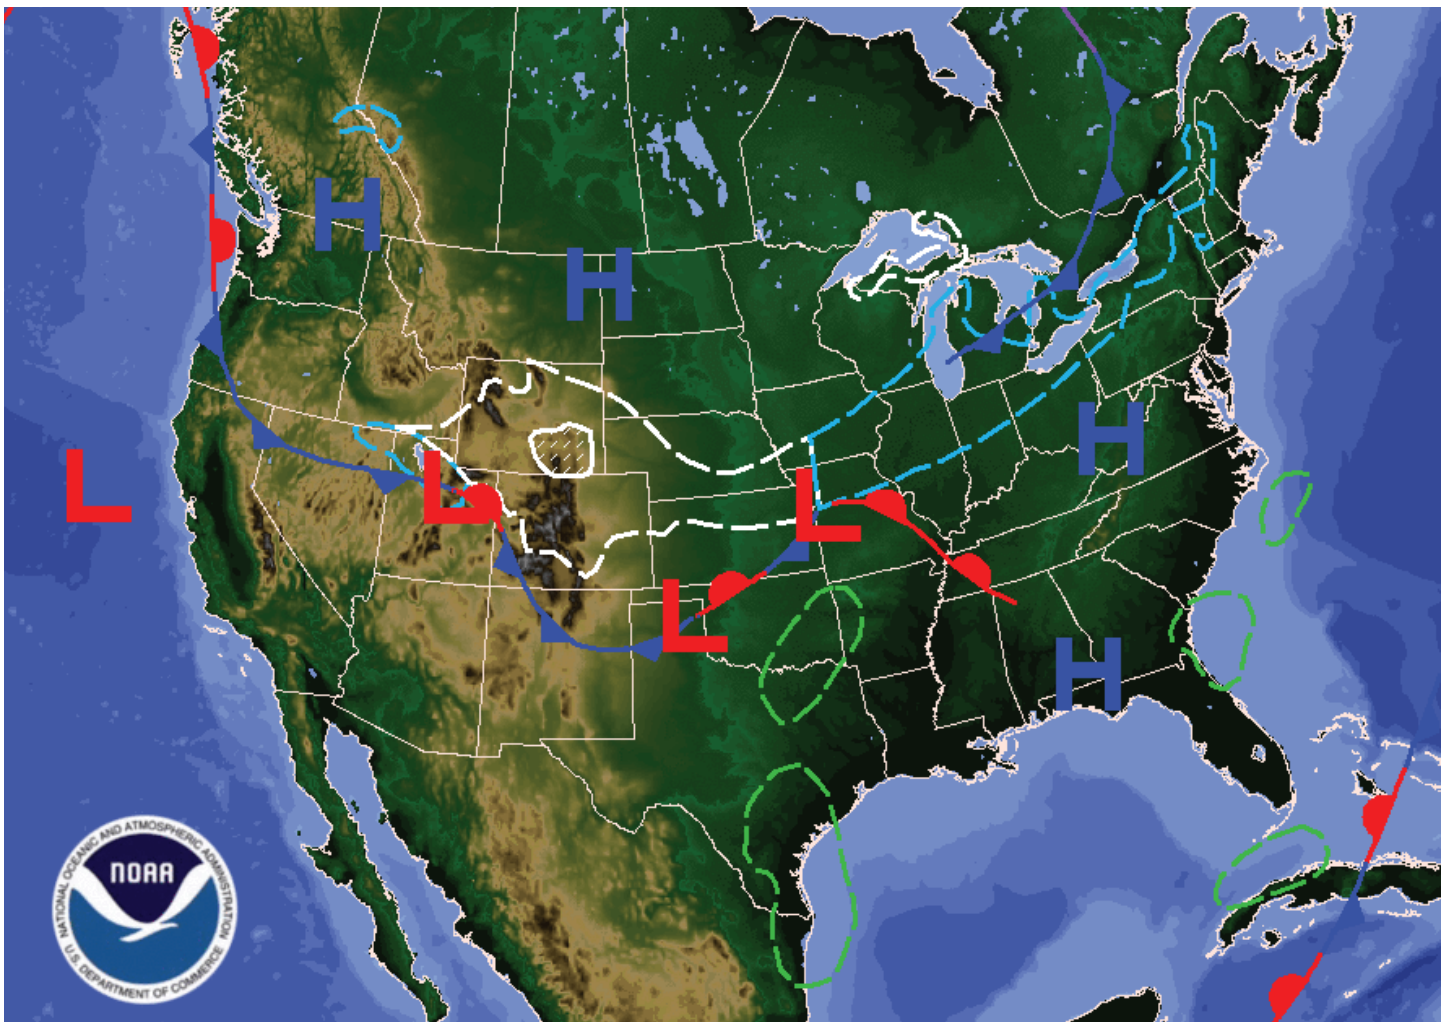 H
H
H
L
L
L
L
H
NOAA
NATIONAL OCEANIC AND ATMOSPHERIC ADMINISTRATION
U.S. DEPARTMENT OF COMMERCE